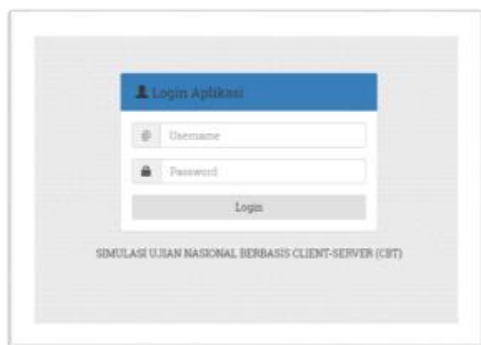 Login Aplikasi
@ Username
Password
Login
SIMULASI UJIAN NASIONAL BERBASIS CLIENT-SERVER (CBT)